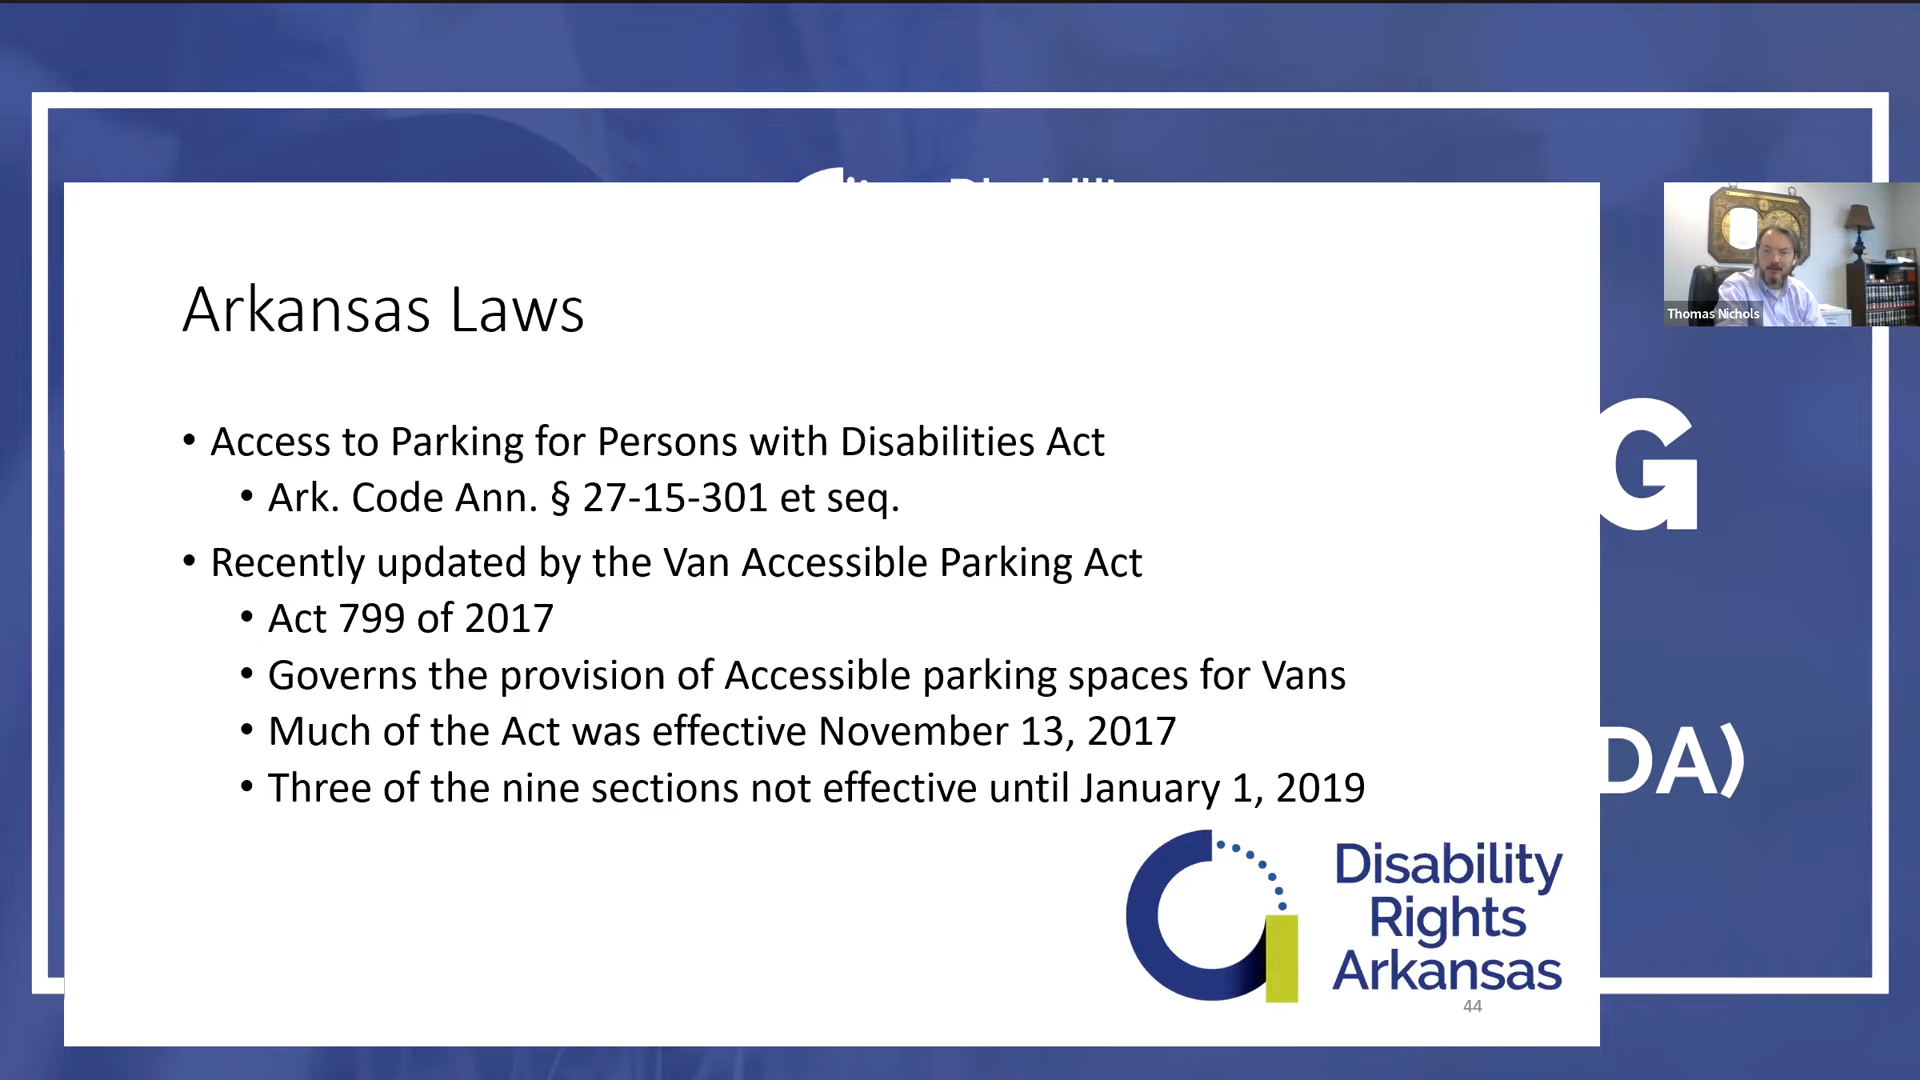 Arkansas Laws
• Access to Parking for Persons with Disabilities Act
• Ark. Code Ann. § 27-15-301 et seq.
• Recently updated by the Van Accessible Parking Act
• Act 799 of 2017
• Governs the provision of Accessible parking spaces for Vans
• Much of the Act was effective November 13, 2017
• Three of the nine sections not effective until January 1, 2019
Disability
Rights
Arkansas
44
Thomas Nichols
G
DA)